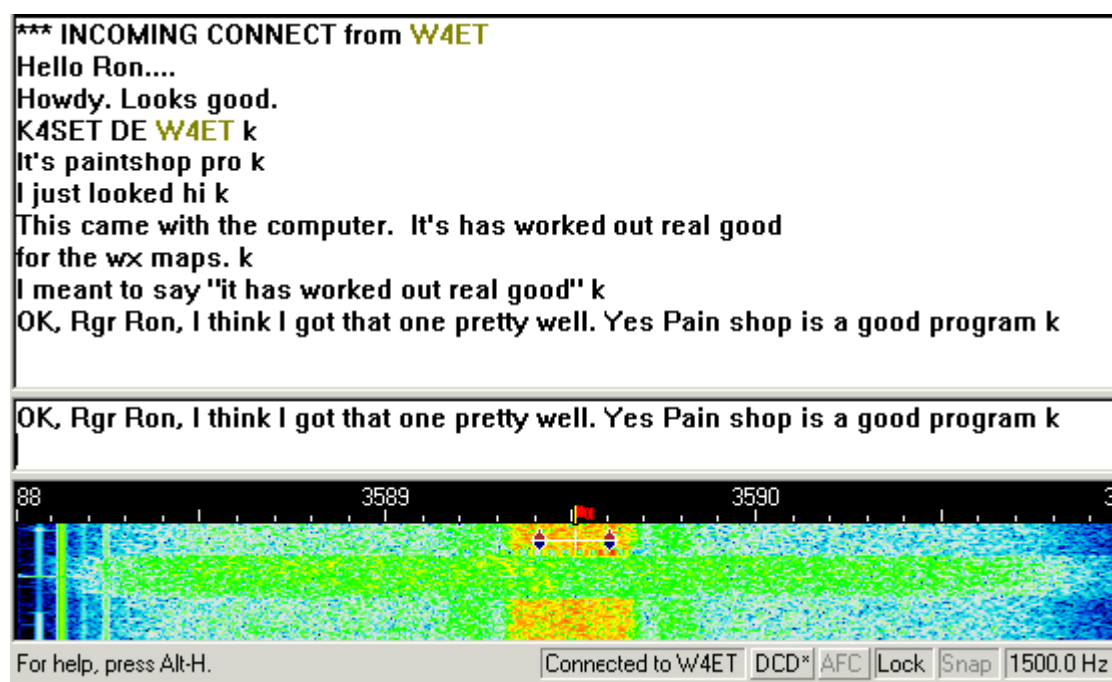 *** INCOMING CONNECT from W4ET
Hello Ron....
Howdy. Looks good.
K4SET DE W4ET k
It's paintshop pro k
I just looked hi k
This came with the computer.  It's has worked out real good
for the wx maps. k
I meant to say "it has worked out real good" k
OK, Rgr Ron, I think I got that one pretty well. Yes Pain shop is a good program k
OK, Rgr Ron, I think I got that one pretty well. Yes Pain shop is a good program k
88 3589 3590
For help, press Alt-H. Connected to W4ET DCD* AFC Lock Snap 1500.0 Hz